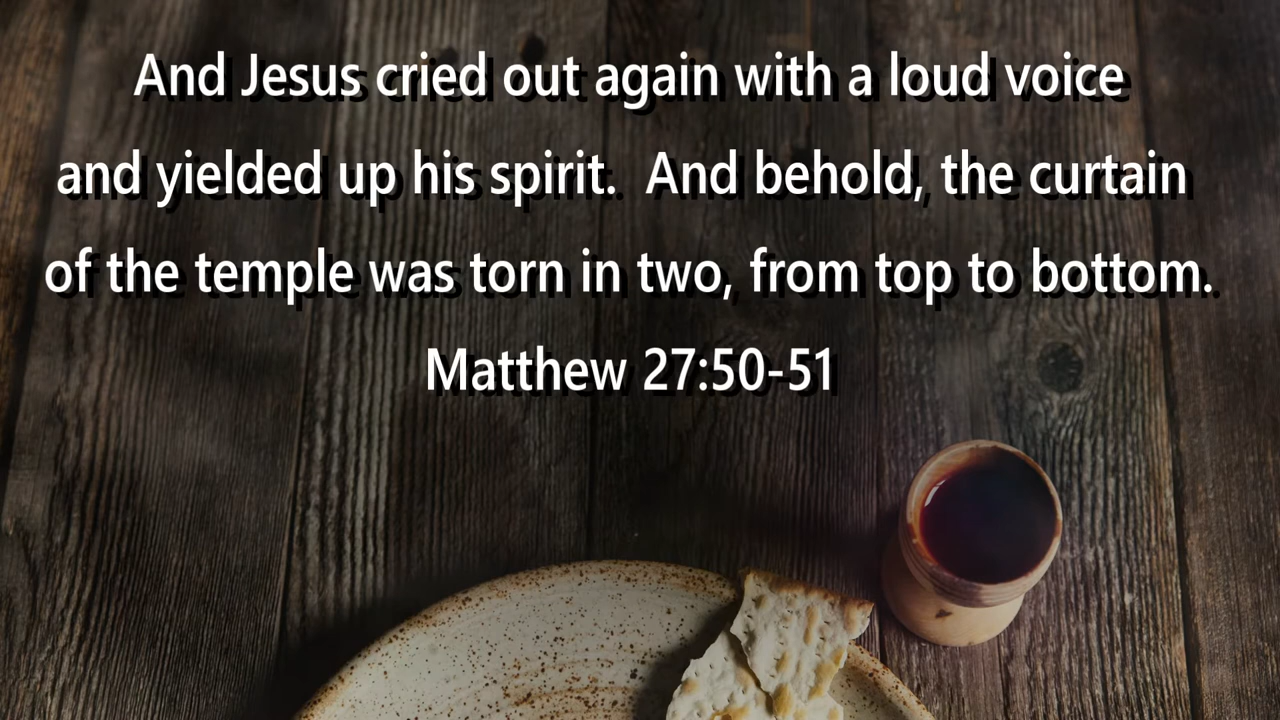 And Jesus cried out again with a loud voice
and yielded up his spirit.  And behold, the curtain
of the temple was torn in two, from top to bottom.
Matthew 27:50-51